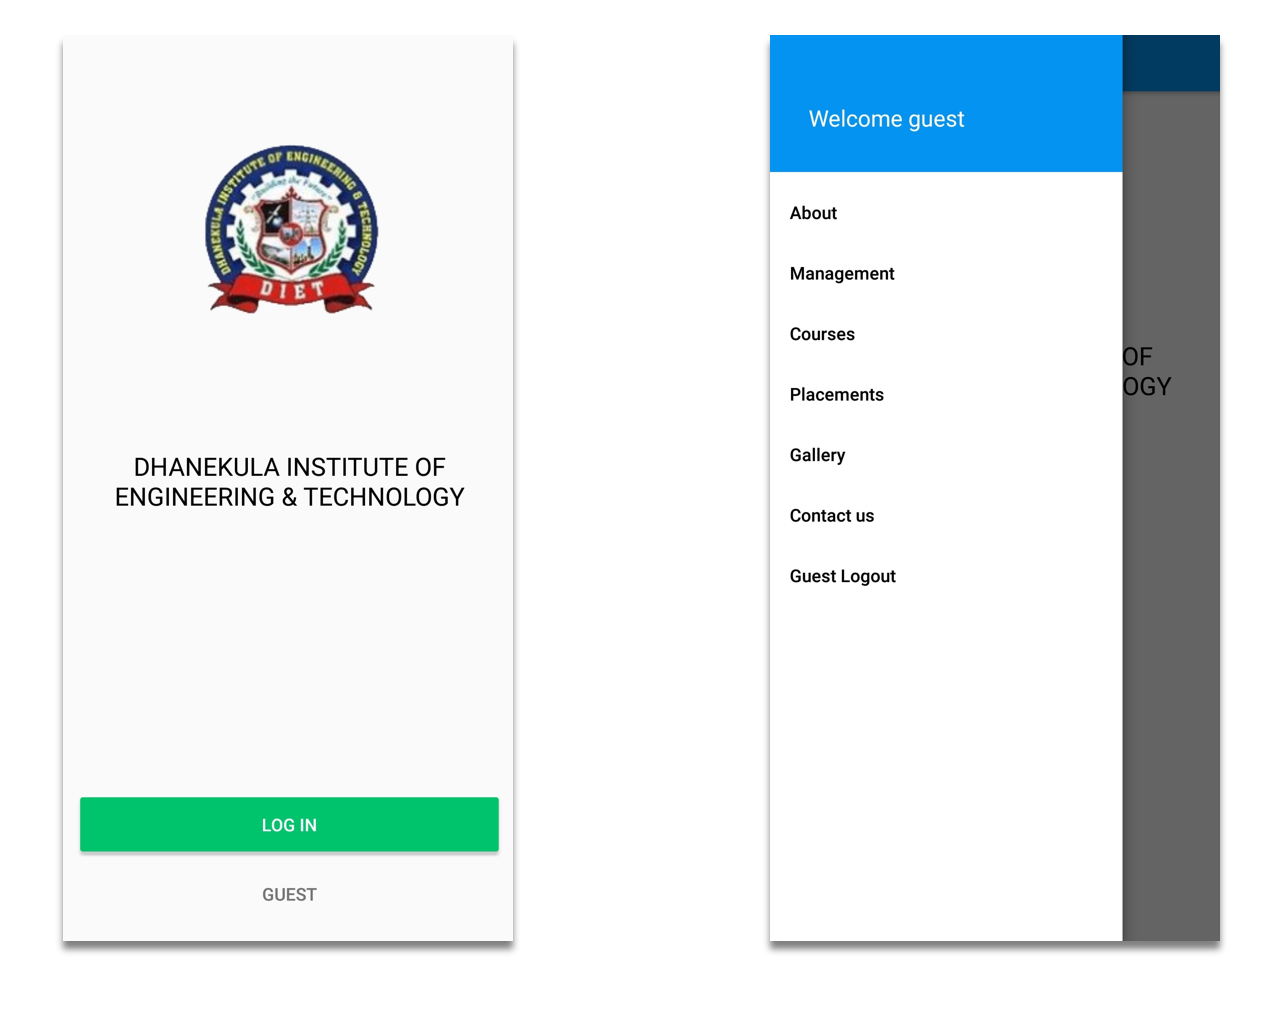 DHANEKULA INSTITUTE OF ENGINEERING & TECHNOLOGY
"Building the Future"
DIET
DHANEKULA INSTITUTE OF
ENGINEERING & TECHNOLOGY
LOG IN
GUEST
Welcome guest
About
Management
Courses
Placements
Gallery
Contact us
Guest Logout
OF
OGY